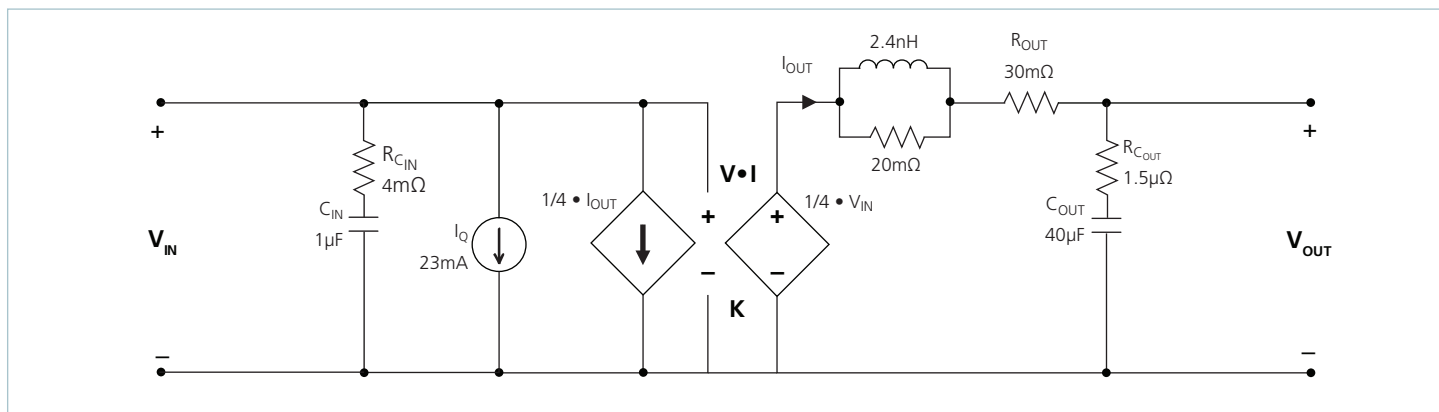 2.4nH
I_OUT
R_OUT
30mΩ
20mΩ
+
+
R_C_IN
4mΩ
R_C_OUT
1.5µΩ
V•I
1/4 • I_OUT
1/4 • V_IN
C_IN
1µF
C_OUT
40µF
+
+
I_Q
23mA
V_IN
V_OUT
–
–
K
–
–